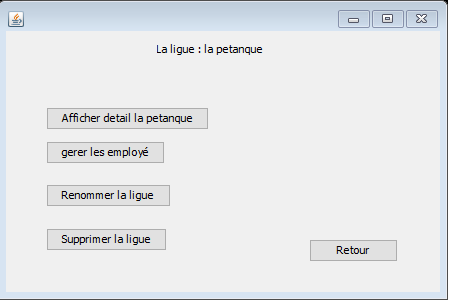 La ligue : la petanque
Afficher detail la petanque
gerer les employé
Renommer la ligue
Supprimer la ligue
Retour